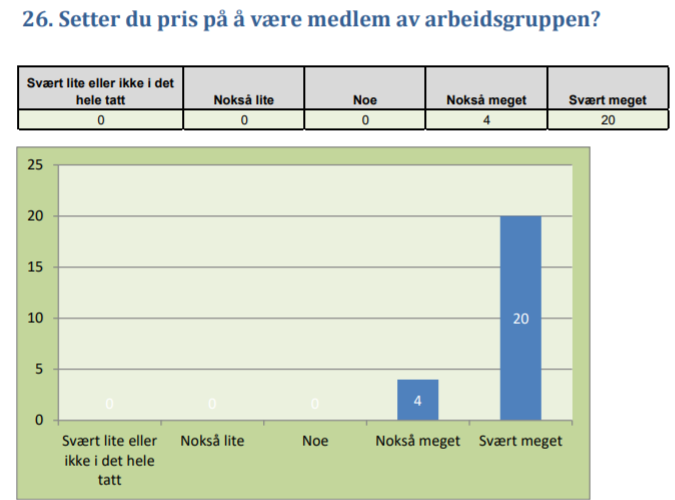 26. Setter du pris på å være medlem av arbeidsgruppen?
Svært lite eller ikke i det
hele tatt
Nokså lite
Noe
Nokså meget
Svært meget
0
0
0
4
20
25
20
15
10
5
0
0
0
0
4
20
Svært lite eller
ikke i det hele
tatt
Nokså lite
Noe
Nokså meget
Svært meget